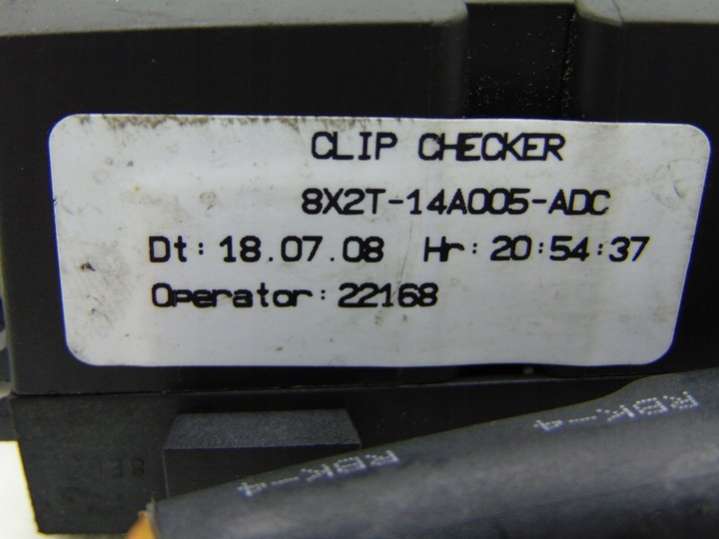 CLIP CHECKER
8X2T-14A005-ADC
Dt: 18.07.08 Hr: 20:54:37
Operator: 22168
RBK-4
RBK-4